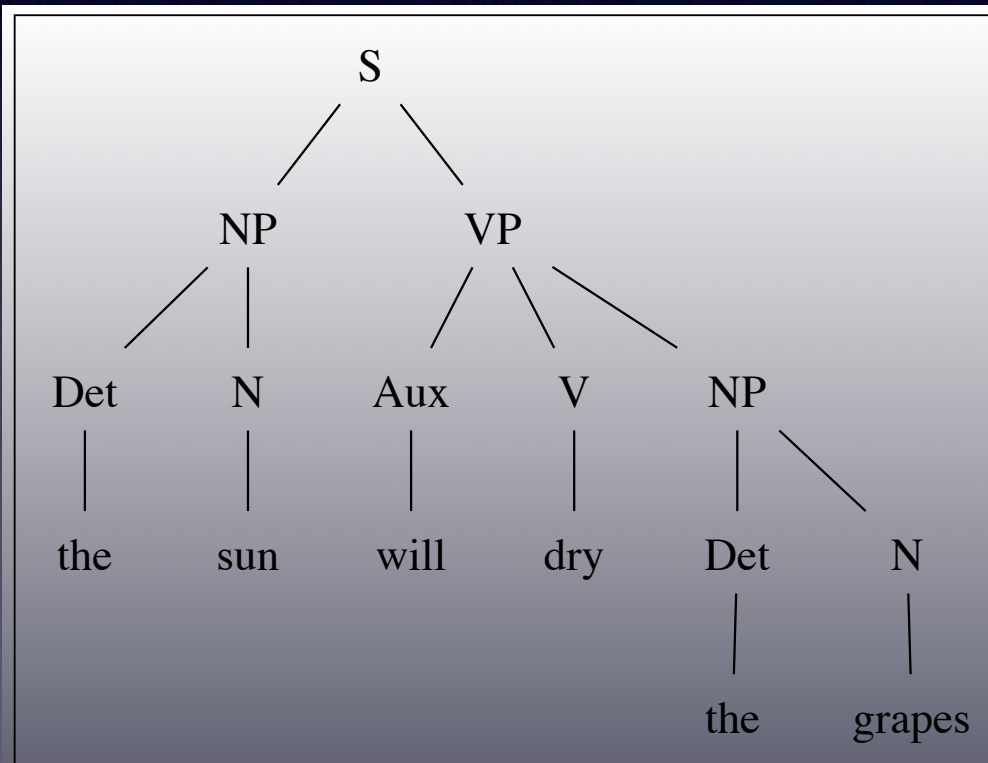 S
NP VP
Det N Aux V NP
the sun will dry Det N
the grapes